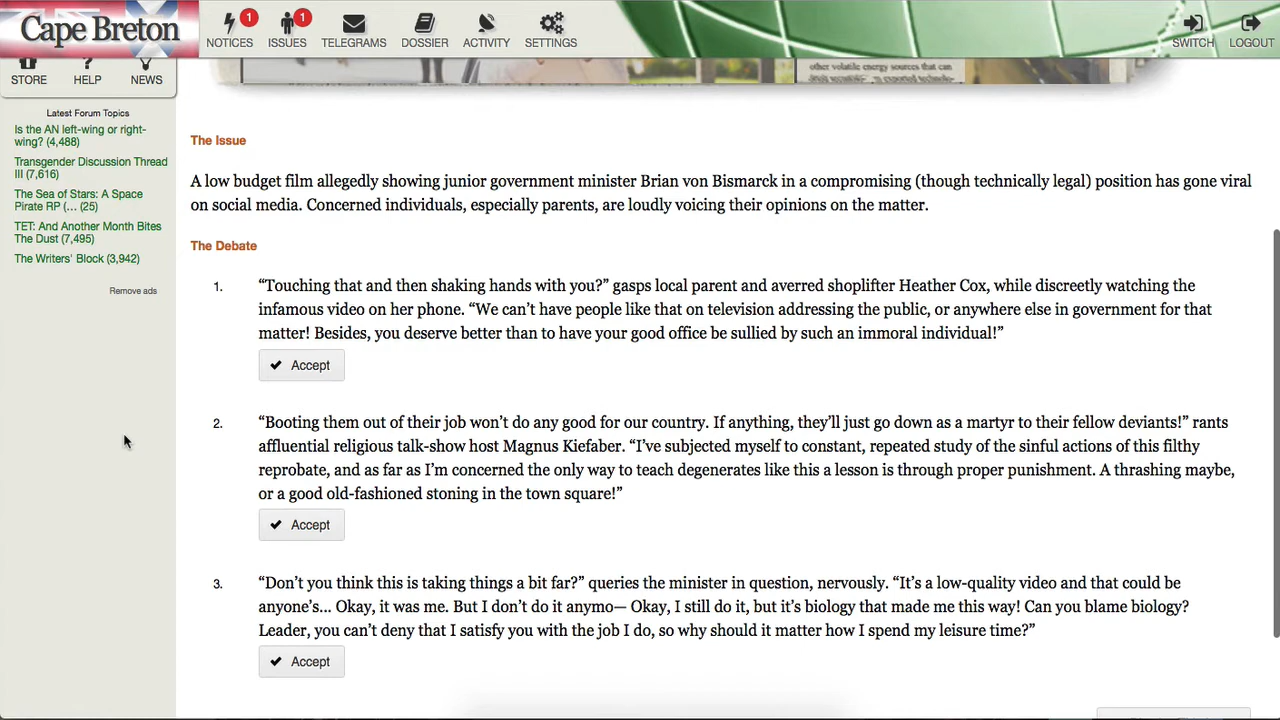 Cape Breton
1
1
NOTICES ISSUES TELEGRAMS DOSSIER ACTIVITY SETTINGS
SWITCH LOGOUT
STORE HELP NEWS
other volatile energy sources that can
Latest Forum Topics
Is the AN left-wing or right-
wing? (4,488)
Transgender Discussion Thread
III (7,616)
The Sea of Stars: A Space
Pirate RP (... (25)
TET: And Another Month Bites
The Dust (7,495)
The Writers' Block (3,942)
Remove ads
The Issue
A low budget film allegedly showing junior government minister Brian von Bismarck in a compromising (though technically legal) position has gone viral
on social media. Concerned individuals, especially parents, are loudly voicing their opinions on the matter.
The Debate
1. “Touching that and then shaking hands with you?” gasps local parent and averred shoplifter Heather Cox, while discreetly watching the
infamous video on her phone. “We can’t have people like that on television addressing the public, or anywhere else in government for that
matter! Besides, you deserve better than to have your good office be sullied by such an immoral individual!”
Accept
2. “Booting them out of their job won’t do any good for our country. If anything, they’ll just go down as a martyr to their fellow deviants!” rants
affluential religious talk-show host Magnus Kiefaber. “I’ve subjected myself to constant, repeated study of the sinful actions of this filthy
reprobate, and as far as I’m concerned the only way to teach degenerates like this a lesson is through proper punishment. A thrashing maybe,
or a good old-fashioned stoning in the town square!”
Accept
3. “Don’t you think this is taking things a bit far?” queries the minister in question, nervously. “It’s a low-quality video and that could be
anyone’s... Okay, it was me. But I don’t do it anymo— Okay, I still do it, but it’s biology that made me this way! Can you blame biology?
Leader, you can’t deny that I satisfy you with the job I do, so why should it matter how I spend my leisure time?”
Accept